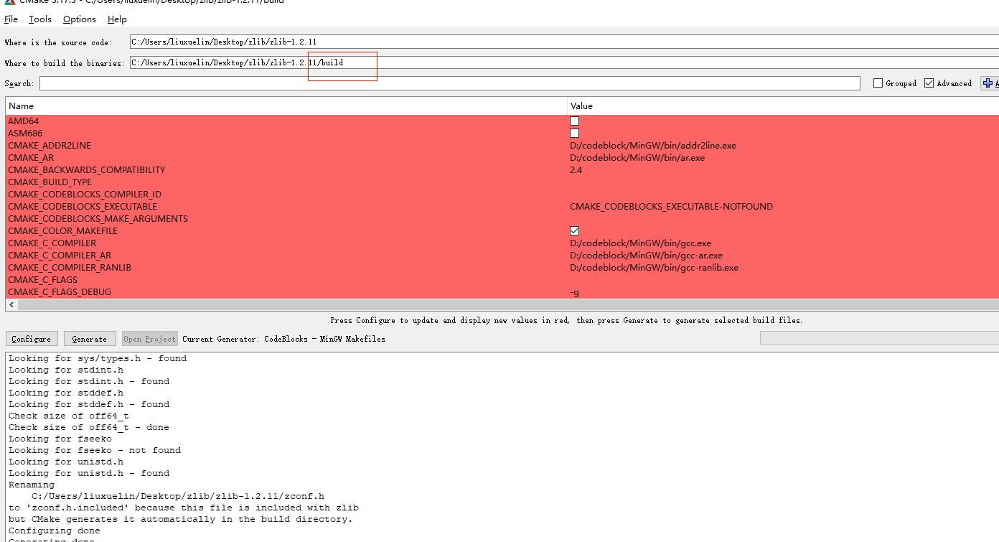 CMake 3.17.3 - C:/Users/liuxuelin/Desktop/zlib/zlib-1.2.11/build
File Tools Options Help
Where is the source code: C:/Users/liuxuelin/Desktop/zlib/zlib-1.2.11
Where to build the binaries: C:/Users/liuxuelin/Desktop/zlib/zlib-1.2.11/build
Search: Grouped Advanced A
Name Value
AMD64
ASM686
CMAKE_ADDR2LINE D:/codeblock/MinGW/bin/addr2line.exe
CMAKE_AR D:/codeblock/MinGW/bin/ar.exe
CMAKE_BACKWARDS_COMPATIBILITY 2.4
CMAKE_BUILD_TYPE
CMAKE_CODEBLOCKS_COMPILER_ID
CMAKE_CODEBLOCKS_EXECUTABLE CMAKE_CODEBLOCKS_EXECUTABLE-NOTFOUND
CMAKE_CODEBLOCKS_MAKE_ARGUMENTS
CMAKE_COLOR_MAKEFILE
CMAKE_C_COMPILER D:/codeblock/MinGW/bin/gcc.exe
CMAKE_C_COMPILER_AR D:/codeblock/MinGW/bin/gcc-ar.exe
CMAKE_C_COMPILER_RANLIB D:/codeblock/MinGW/bin/gcc-ranlib.exe
CMAKE_C_FLAGS
CMAKE_C_FLAGS_DEBUG -g
Press Configure to update and display new values in red, then press Generate to generate selected build files.
Configure Generate Open Project Current Generator: CodeBlocks - MinGW Makefiles
Looking for sys/types.h - found
Looking for stdint.h
Looking for stdint.h - found
Looking for stddef.h
Looking for stddef.h - found
Check size of off64_t
Check size of off64_t - done
Looking for fseeko
Looking for fseeko - not found
Looking for unistd.h
Looking for unistd.h - found
Renaming
C:/Users/liuxuelin/Desktop/zlib/zlib-1.2.11/zconf.h
to 'zconf.h.included' because this file is included with zlib
but CMake generates it automatically in the build directory.
Configuring done
Generating done